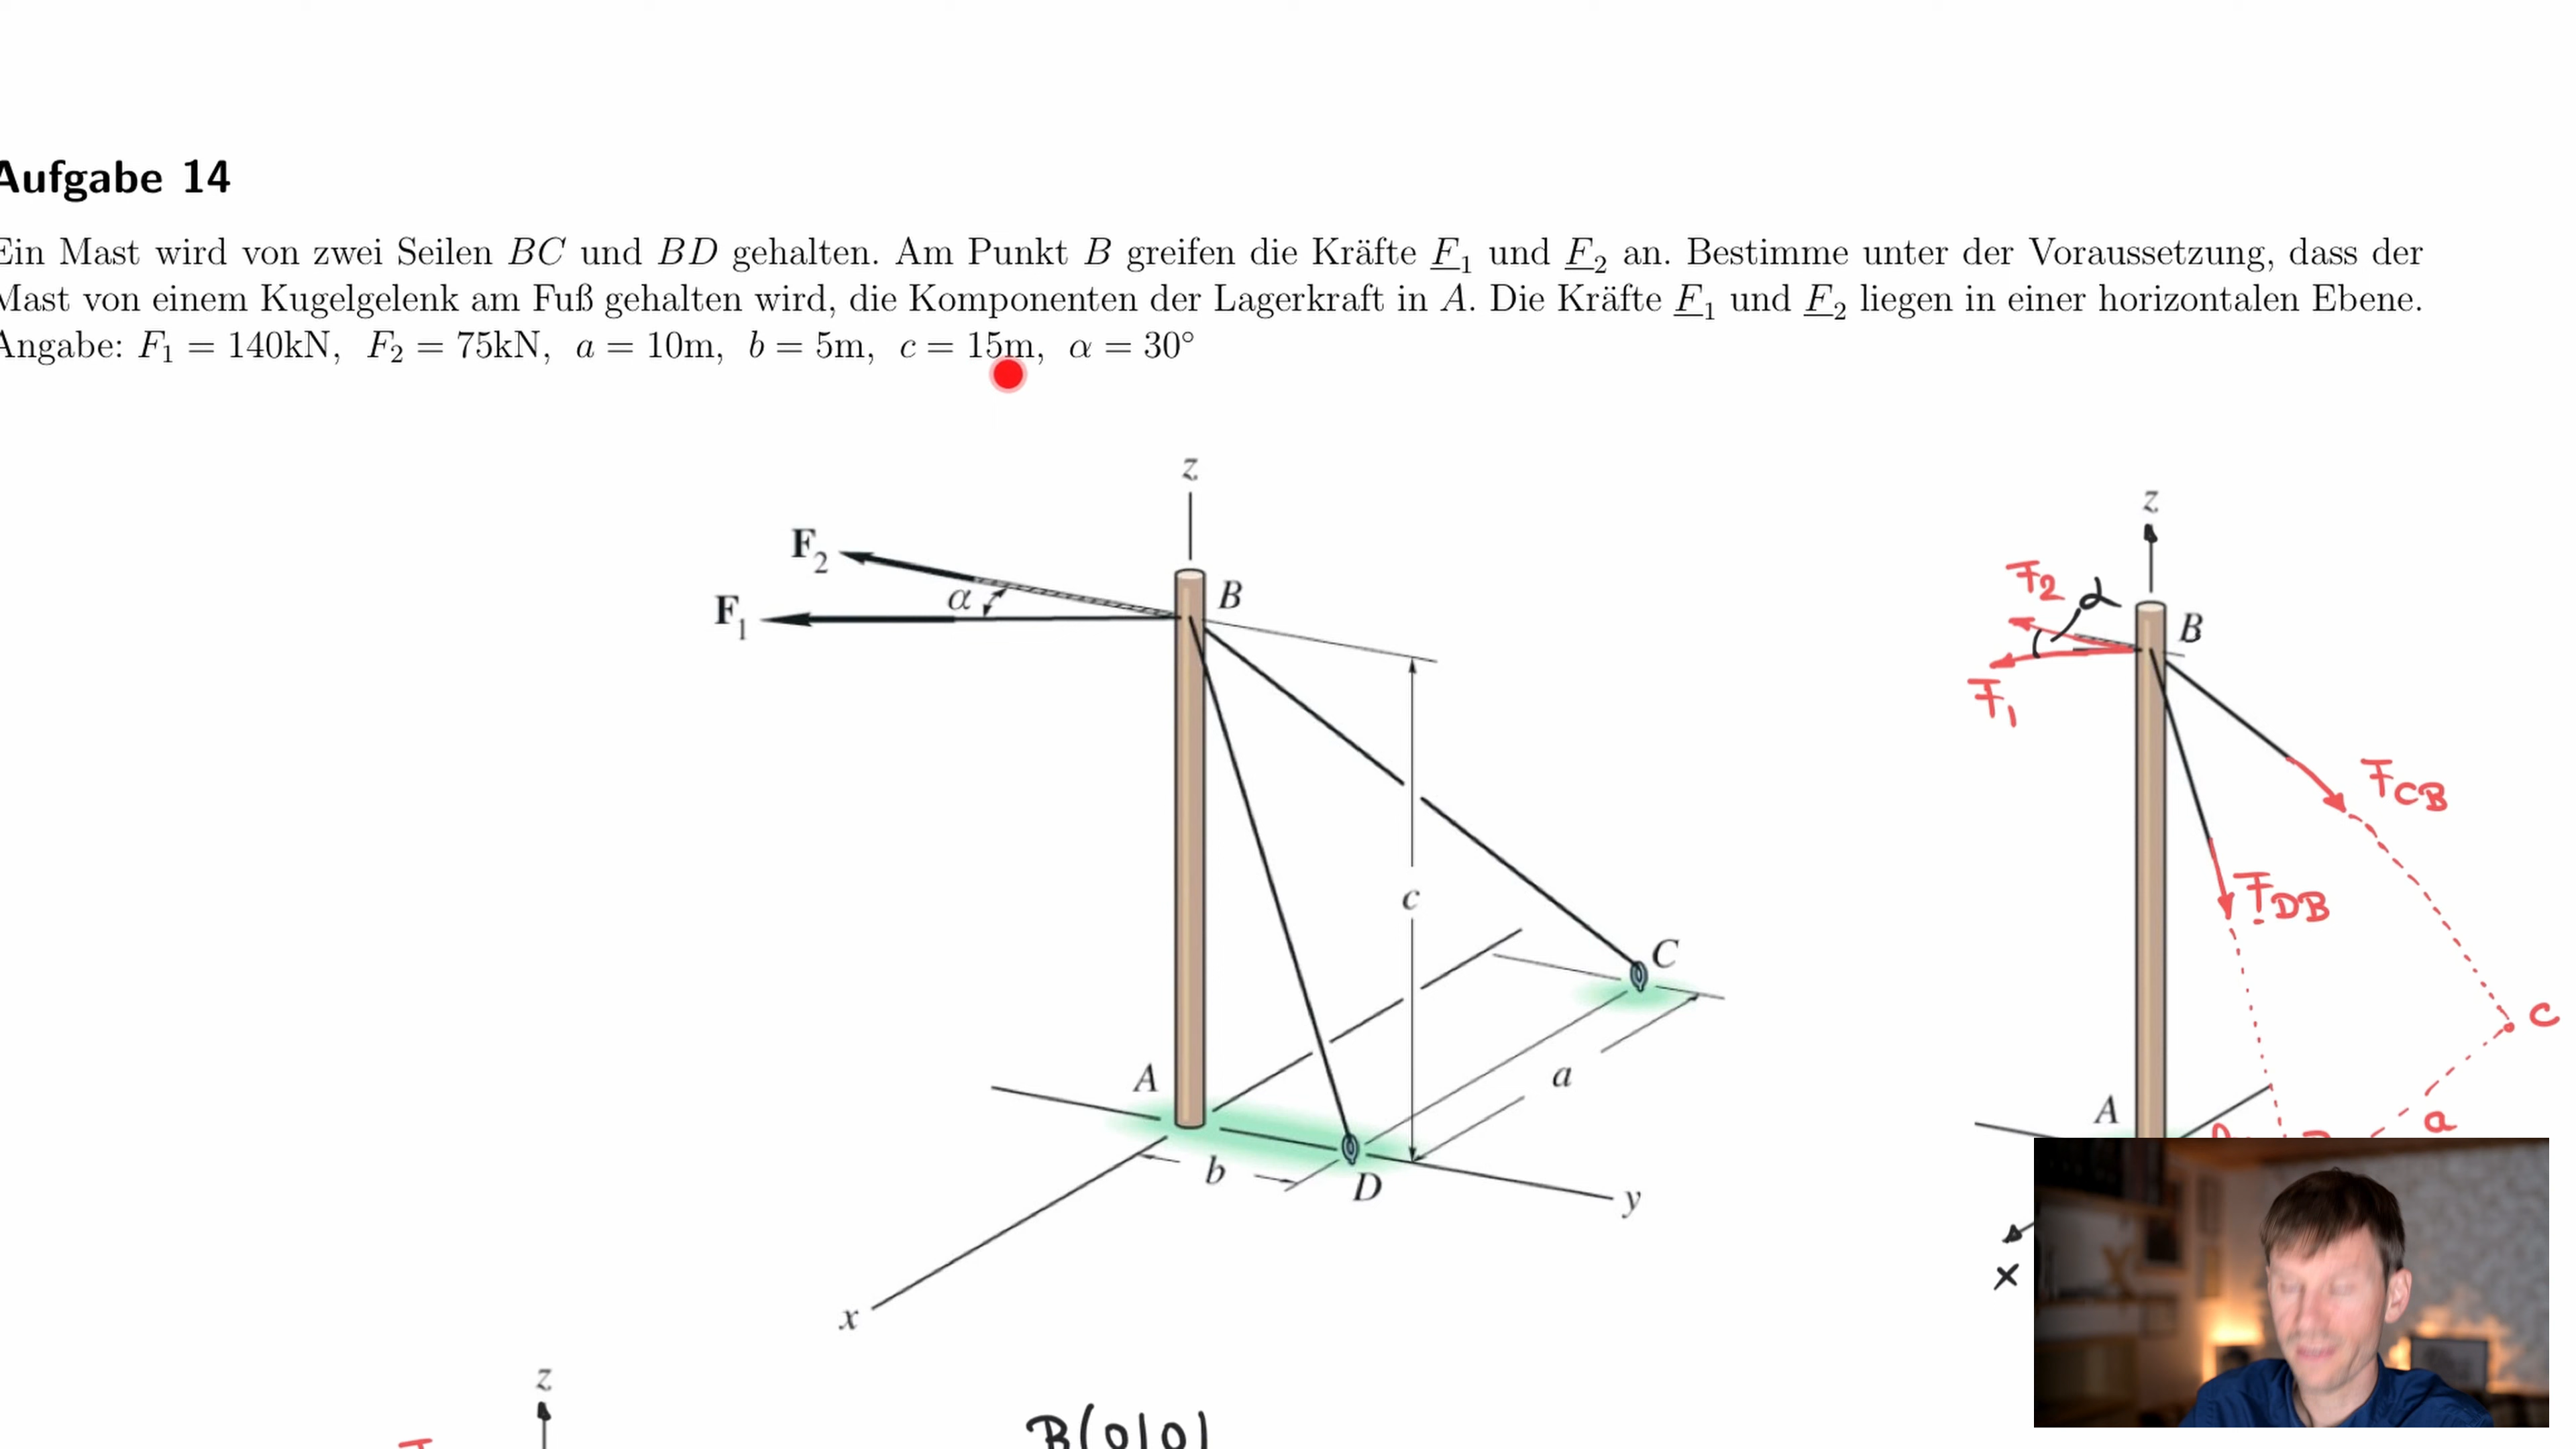 Aufgabe 14
Ein Mast wird von zwei Seilen BC und BD gehalten. Am Punkt B greifen die Kräfte F₁ und F₂ an. Bestimme unter der Voraussetzung, dass der
Mast von einem Kugelgelenk am Fuß gehalten wird, die Komponenten der Lagerkraft in A. Die Kräfte F₁ und F₂ liegen in einer horizontalen Ebene.
Angabe: F₁ = 140kN, F₂ = 75kN, a = 10m, b = 5m, c = 15m, α = 30°
z
F₂
α
F₁
B
c
C
a
A
b
D
y
x
z
F₂ α
B
F₁
F_CB
F_DB
C
A
a
x
z
B(0|0|